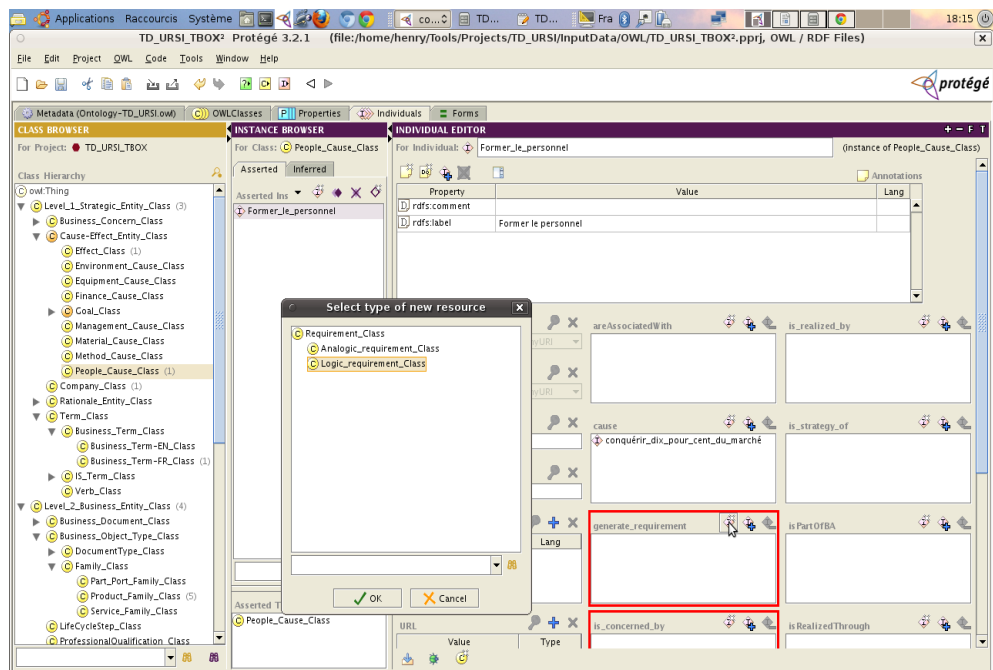 Applications Raccourcis Système co... TD... TD... Fra 18:15
TD_URSI_TBOX² Protégé 3.2.1 (file:/home/henry/Tools/Projects/TD_URSI/InputData/OWL/TD_URSI_TBOX².pprj, OWL / RDF Files)
File Edit Project OWL Code Tools Window Help
protégé
Metadata (Ontology-TD_URSI.owl) OWLClasses Properties Individuals Forms
CLASS BROWSER
For Project: TD_URSI_TBOX
Class Hierarchy
owl:Thing
Level_1_Strategic_Entity_Class (3)
Business_Concern_Class
Cause-Effect_Entity_Class
Effect_Class (1)
Environment_Cause_Class
Equipment_Cause_Class
Finance_Cause_Class
Goal_Class
Management_Cause_Class
Material_Cause_Class
Method_Cause_Class
People_Cause_Class (1)
Company_Class (1)
Rationale_Entity_Class
Term_Class
Business_Term_Class
Business_Term-EN_Class
Business_Term-FR_Class (1)
IS_Term_Class
Verb_Class
Level_2_Business_Entity_Class (4)
Business_Document_Class
Business_Object_Type_Class
DocumentType_Class
Family_Class
Part_Port_Family_Class
Product_Family_Class (5)
Service_Family_Class
LifeCycleStep_Class
ProfessionalQualification_Class
INSTANCE BROWSER
For Class: People_Cause_Class
Asserted Inferred
Asserted Ins
Former_le_personnel
Asserted T
People_Cause_Class
INDIVIDUAL EDITOR + - F T
For Individual: Former_le_personnel (instance of People_Cause_Class)
Annotations
Property Value Lang
rdfs:comment
rdfs:label Former le personnel
Select type of new resource
Requirement_Class
Analogic_requirement_Class
Logic_requirement_Class
OK Cancel
areAssociatedWith
is_realized_by
cause
conquérir_dix_pour_cent_du_marché
is_strategy_of
Lang
generate_requirement
isPartOfBA
URL
Value Type
is_concerned_by
isRealizedThrough